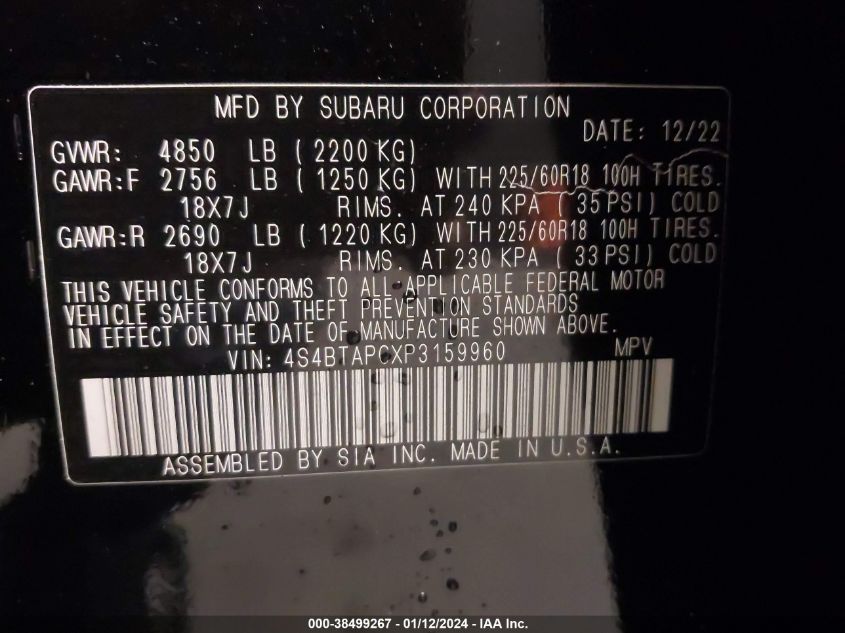 MFD BY SUBARU CORPORATION
DATE: 12/22
GVWR: 4850 LB (2200 KG)
GAWR:F 2756 LB (1250 KG) WITH 225/60R18 100H TIRES.
18X7J RIMS. AT 240 KPA (35 PSI) COLD
GAWR:R 2690 LB (1220 KG) WITH 225/60R18 100H TIRES.
18X7J RIMS. AT 230 KPA (33 PSI) COLD
THIS VEHICLE CONFORMS TO ALL APPLICABLE FEDERAL MOTOR
VEHICLE SAFETY AND THEFT PREVENTION STANDARDS
IN EFFECT ON THE DATE OF MANUFACTURE SHOWN ABOVE.
VIN: 4S4BTAPCXP3159960 MPV
ASSEMBLED BY SIA INC. MADE IN U.S.A.
000-38499267 - 01/12/2024 - IAA Inc.